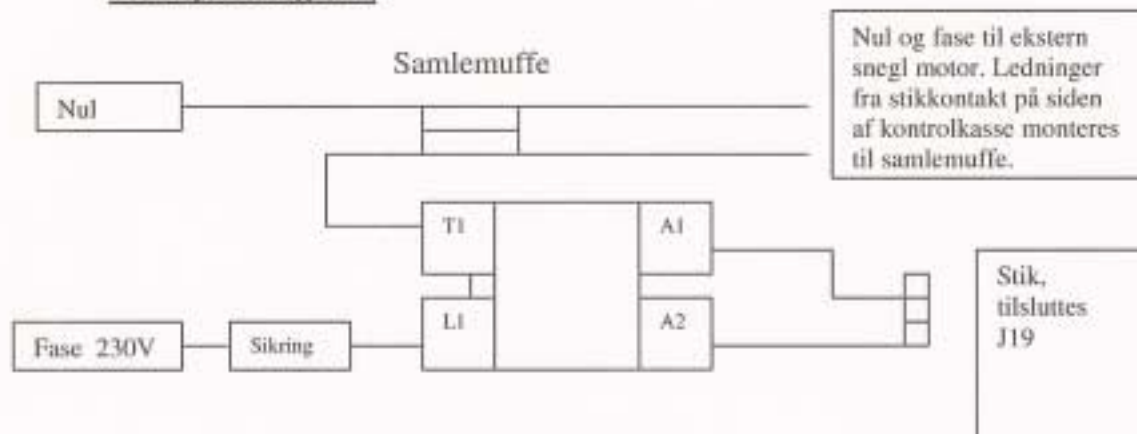 Samlemuffe
Nul
Nul og fase til ekstern
snegl motor. Ledninger
fra stikkontakt på siden
af kontrolkasse monteres
til samlemuffe.
T1
A1
L1
A2
Fase 230V
Sikring
Stik,
tilsluttes
J19